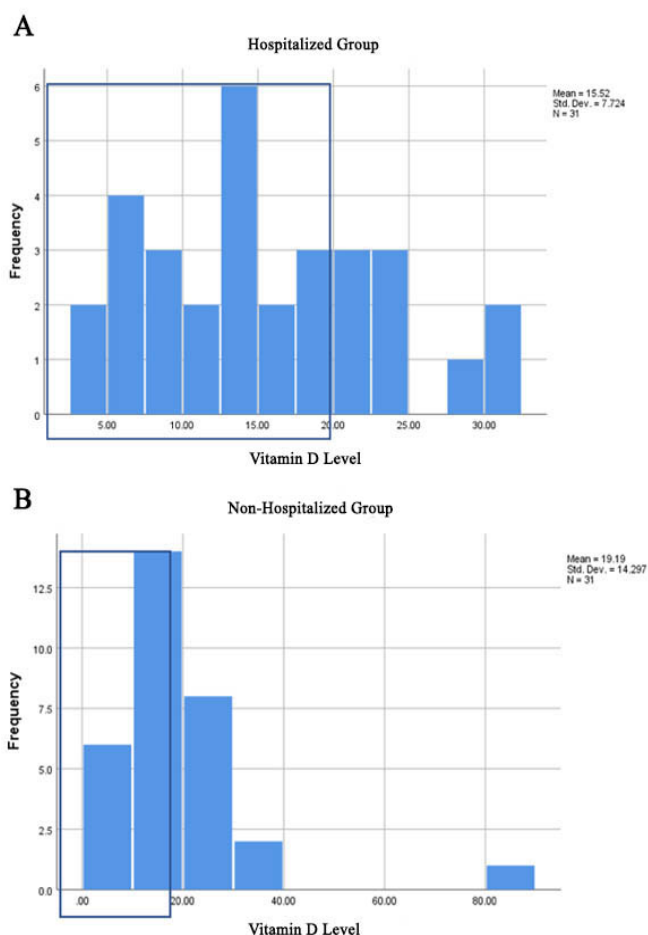 A
Hospitalized Group
Mean = 15.52
Std. Dev. = 7.724
N = 31
Frequency
6
5
4
3
2
1
0
5.00 10.00 15.00 20.00 25.00 30.00
Vitamin D Level
B
Non-Hospitalized Group
Mean = 19.19
Std. Dev. = 14.297
N = 31
Frequency
12.5
10.0
7.5
5.0
2.5
0.0
.00 20.00 40.00 60.00 80.00
Vitamin D Level